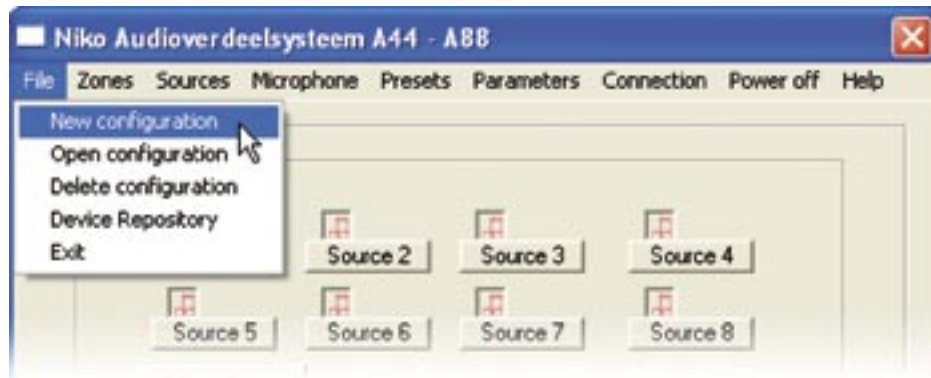 Niko Audioverdeelsysteem A44 - A88
File Zones Sources Microphone Presets Parameters Connection Power off Help
New configuration
Open configuration
Delete configuration
Device Repository
Exit
Source 2 Source 3 Source 4
Source 5 Source 6 Source 7 Source 8